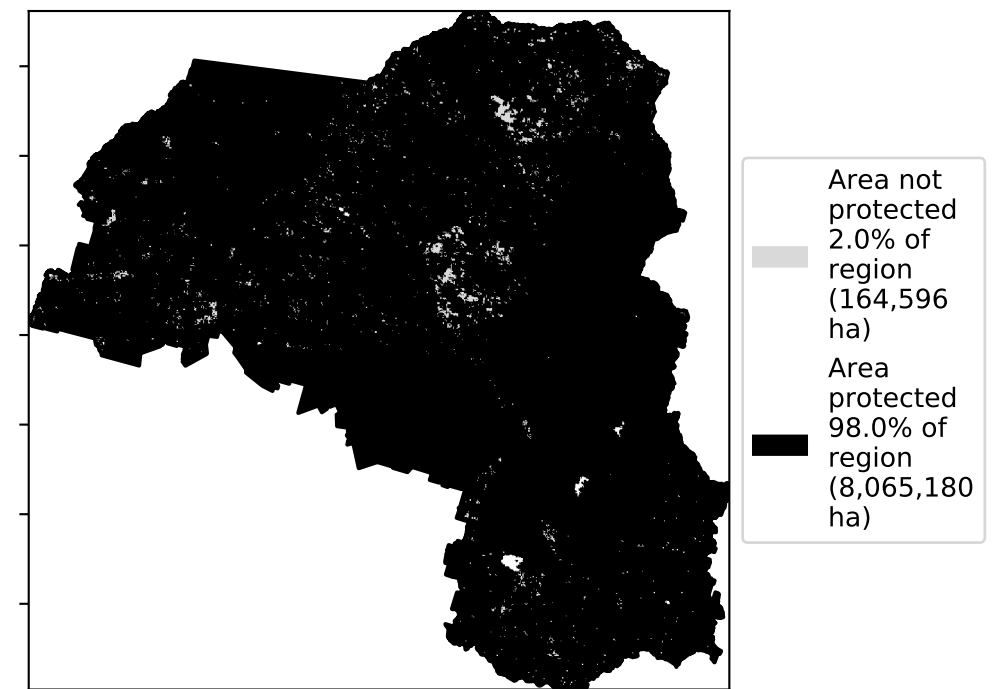 Area not
protected
2.0% of
region
(164,596
ha)
Area
protected
98.0% of
region
(8,065,180
ha)